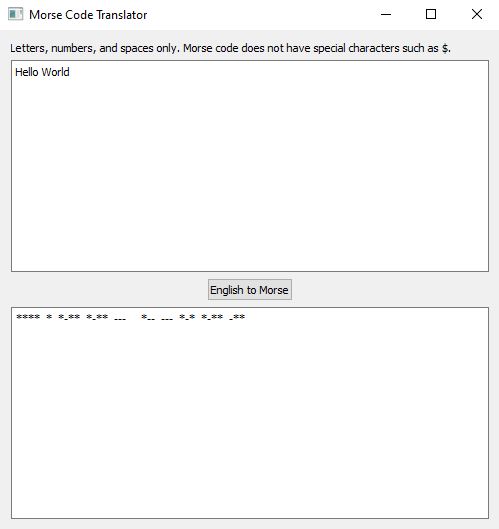 Morse Code Translator
Letters, numbers, and spaces only. Morse code does not have special characters such as $.
Hello World
English to Morse
**** * *-** *-** ---   *-- --- *-* *-** -**